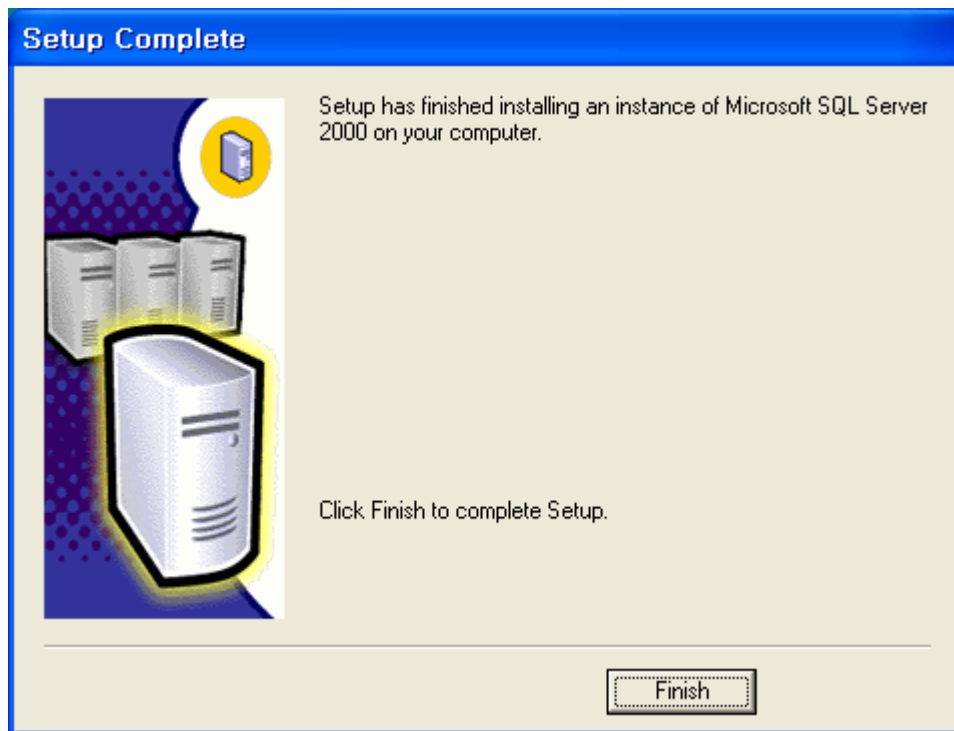 Setup Complete
Setup has finished installing an instance of Microsoft SQL Server
2000 on your computer.
Click Finish to complete Setup.
Finish